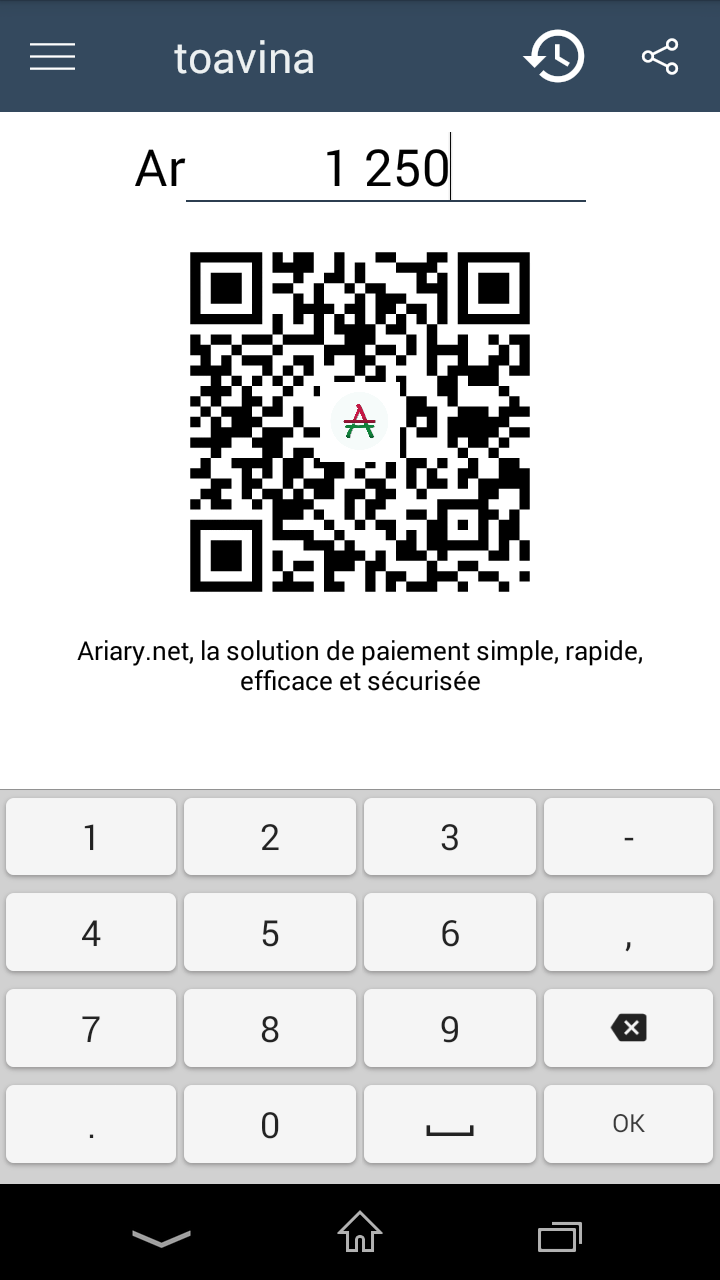 toavina
Ar 1 250
Ariary.net, la solution de paiement simple, rapide,
efficace et sécurisée
1 2 3 -
4 5 6 ,
7 8 9
. 0 OK